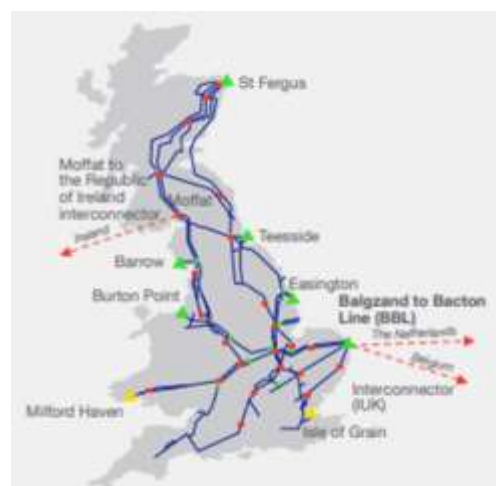 St Fergus
Moffat to
the Republic
of Ireland
interconnector
Moffat
Ireland
Teesside
Barrow
Easington
Burton Point
Balgzand to Bacton
Line (BBL)
The Netherlands
Belgium
Interconnector
(IUK)
Milford Haven
Isle of Grain